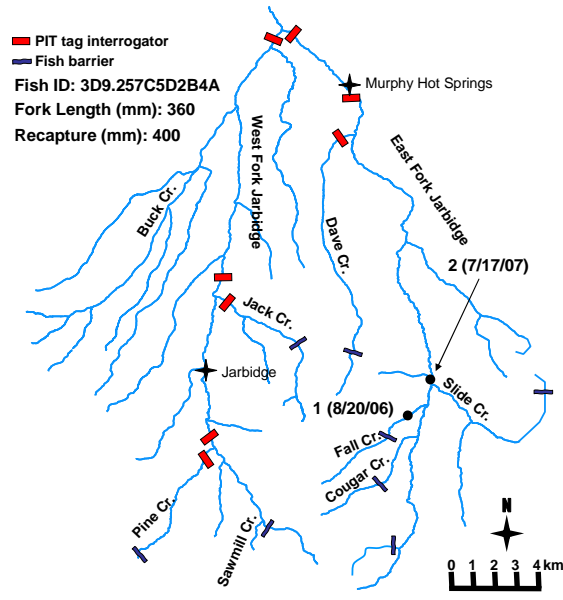 PIT tag interrogator
Fish barrier
Fish ID: 3D9.257C5D2B4A
Fork Length (mm): 360
Recapture (mm): 400
Murphy Hot Springs
West Fork Jarbidge
East Fork Jarbidge
Buck Cr.
Dave Cr.
2 (7/17/07)
Jack Cr.
Jarbidge
Slide Cr.
1 (8/20/06)
Fall Cr.
Cougar Cr.
Pine Cr.
Sawmill Cr.
N
0 1 2 3 4 km